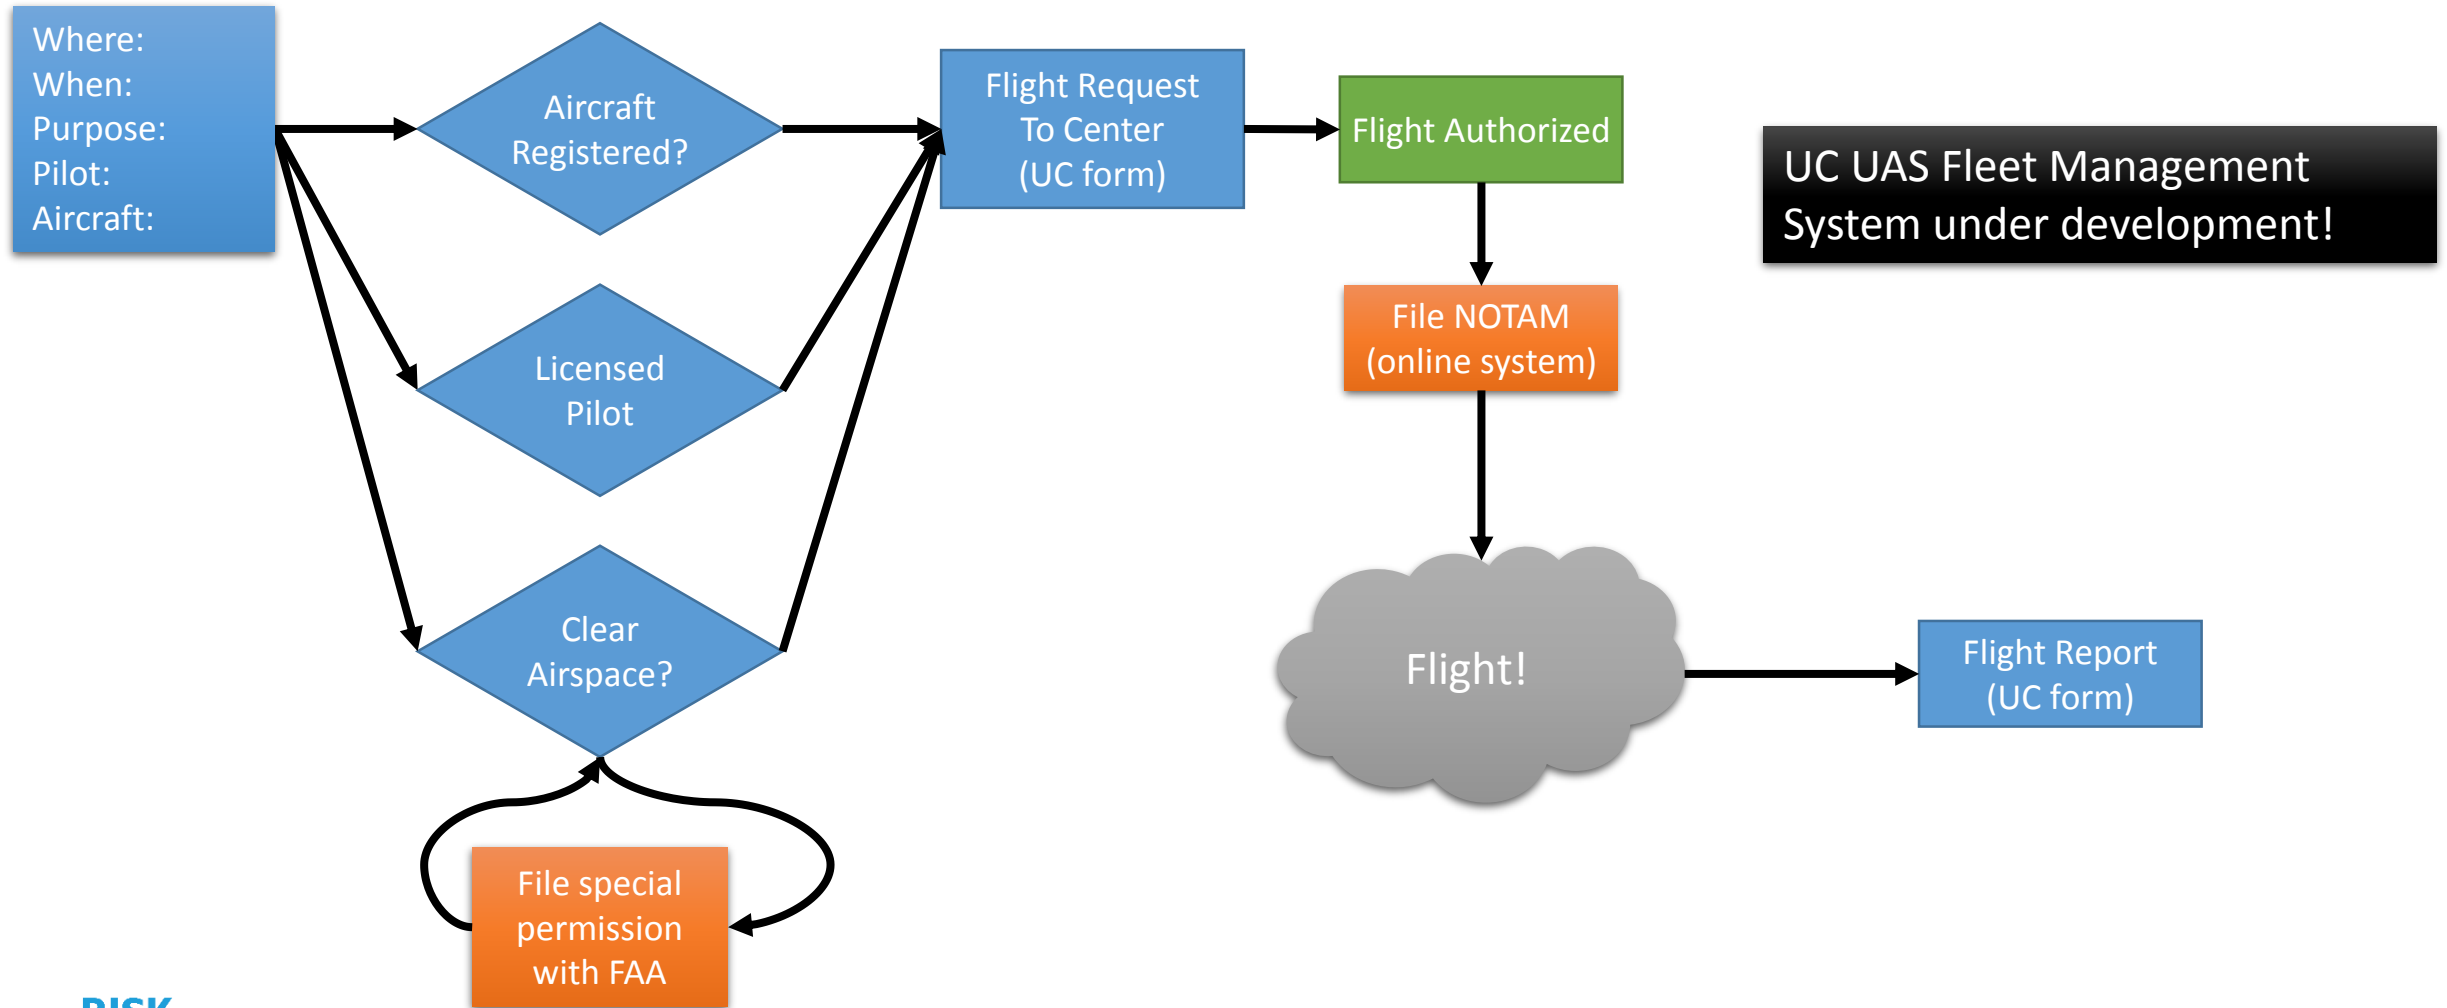 Where:
When:
Purpose:
Pilot:
Aircraft:
Aircraft
Registered?
Licensed
Pilot
Clear
Airspace?
File special
permission
with FAA
Flight Request
To Center
(UC form)
Flight Authorized
File NOTAM
(online system)
Flight!
Flight Report
(UC form)
UC UAS Fleet Management
System under development!
RISK